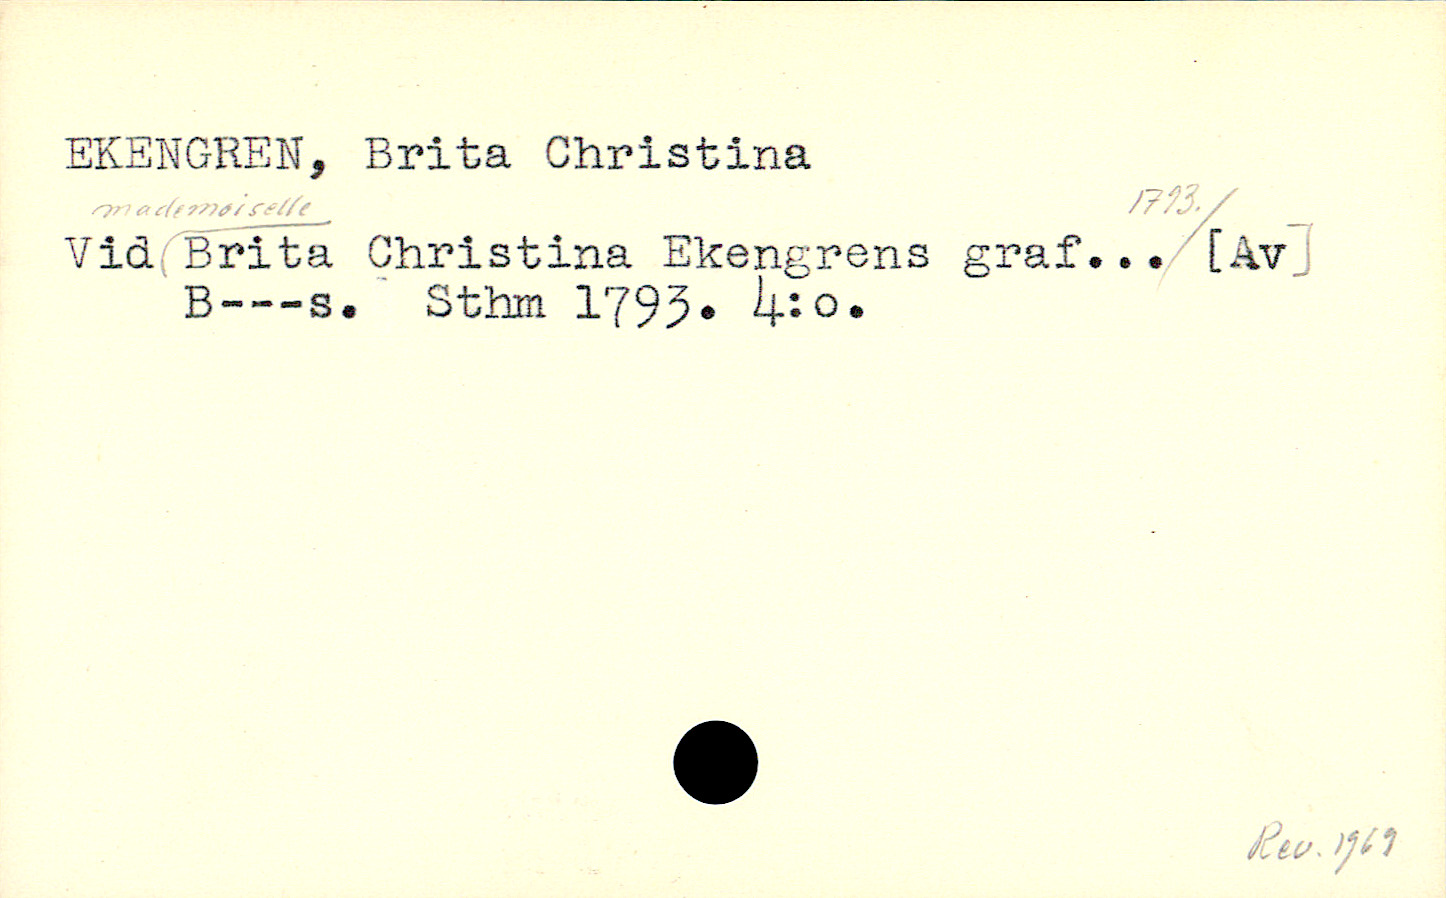 EKENGREN, Brita Christina
mademoiselle 1793.
Vid Brita Christina Ekengrens graf... [Av]
B---s. Sthm 1793. 4:o.
Rev. 1969